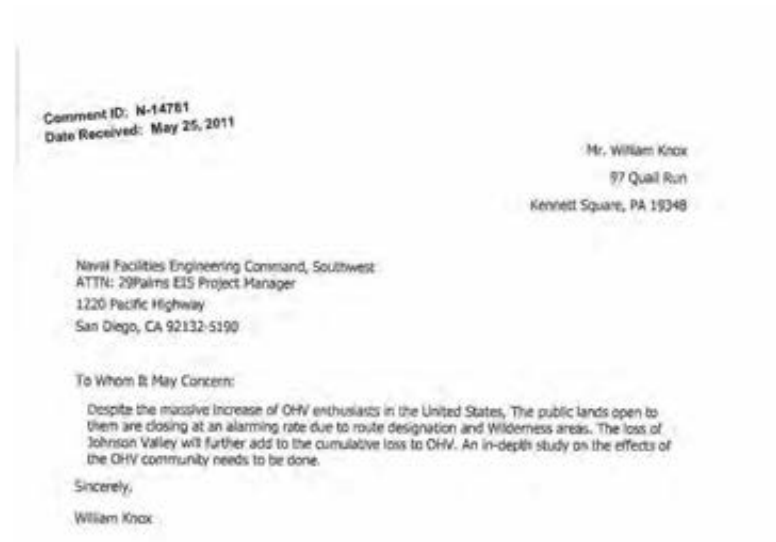 Comment ID: N-14781
Date Received: May 25, 2011
Mr. William Knox
97 Quail Run
Kennett Square, PA 19348
Naval Facilities Engineering Command, Southwest
ATTN: 29Palms EIS Project Manager
1220 Pacific Highway
San Diego, CA 92132-5190
To Whom It May Concern:
Despite the massive increase of OHV enthusiasts in the United States, The public lands open to
them are closing at an alarming rate due to route designation and Wilderness areas. The loss of
Johnson Valley will further add to the cumulative loss to OHV. An in-depth study on the effects of
the OHV community needs to be done.
Sincerely,
William Knox